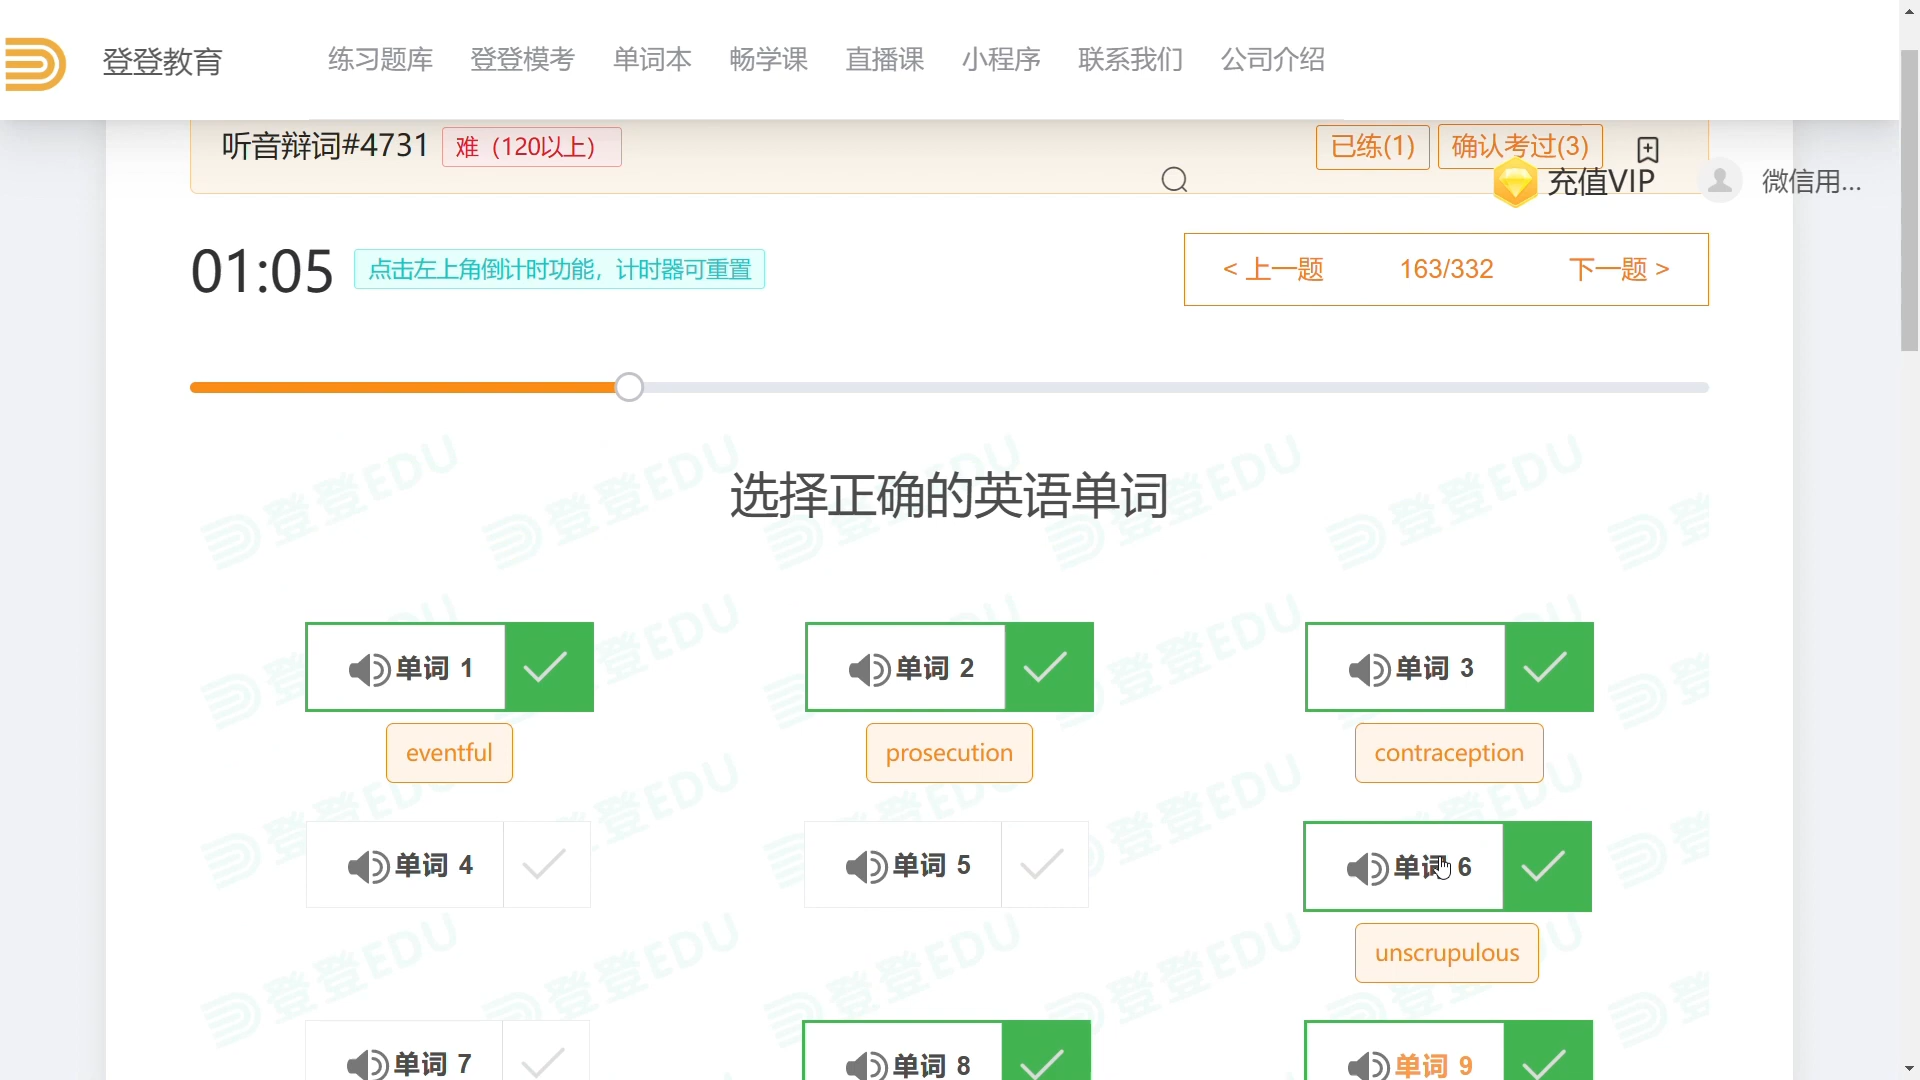 登登教育 练习题库 登登模考 单词本 畅学课 直播课 小程序 联系我们 公司介绍
听音辩词#4731 难（120以上） 已练(1) 确认考过(3)
充值VIP 微信用...
01:05 点击左上角倒计时功能，计时器可重置 < 上一题 163/332 下一题 >
选择正确的英语单词
单词 1 单词 2 单词 3
eventful prosecution contraception
单词 4 单词 5 单词 6
unscrupulous
单词 7 单词 8 单词 9
登登EDU